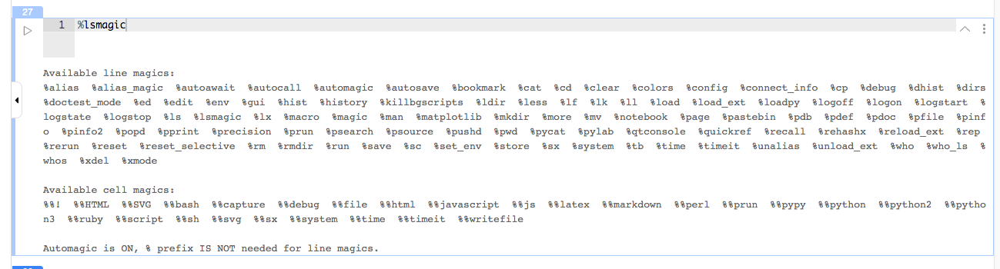 27
1 %lsmagic
Available line magics:
%alias %alias_magic %autoawait %autocall %automagic %autosave %bookmark %cat %cd %clear %colors %config %connect_info %cp %debug %dhist %dirs
%doctest_mode %ed %edit %env %gui %hist %history %killbgscripts %ldir %less %lf %lk %ll %load %load_ext %loadpy %logoff %logon %logstart %
logstate %logstop %ls %lsmagic %lx %macro %magic %man %matplotlib %mkdir %more %mv %notebook %page %pastebin %pdb %pdef %pdoc %pfile %pinf
o %pinfo2 %popd %pprint %precision %prun %psearch %psource %pushd %pwd %pycat %pylab %qtconsole %quickref %recall %rehashx %reload_ext %rep
%rerun %reset %reset_selective %rm %rmdir %run %save %sc %set_env %store %sx %system %tb %time %timeit %unalias %unload_ext %who %who_ls %
whos %xdel %xmode
Available cell magics:
%%! %%HTML %%SVG %%bash %%capture %%debug %%file %%html %%javascript %%js %%latex %%markdown %%perl %%prun %%pypy %%python %%python2 %%pytho
n3 %%ruby %%script %%sh %%svg %%sx %%system %%time %%timeit %%writefile
Automagic is ON, % prefix IS NOT needed for line magics.